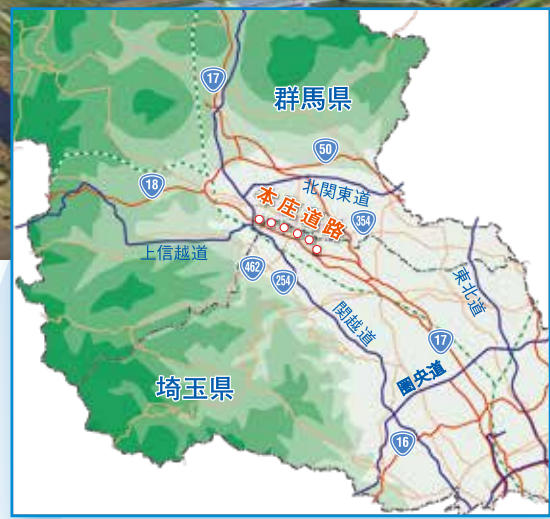 17
群馬県
50
18
北関東道
本庄道路
354
上信越道
462
254
東北道
関越道
17
圏央道
埼玉県
16